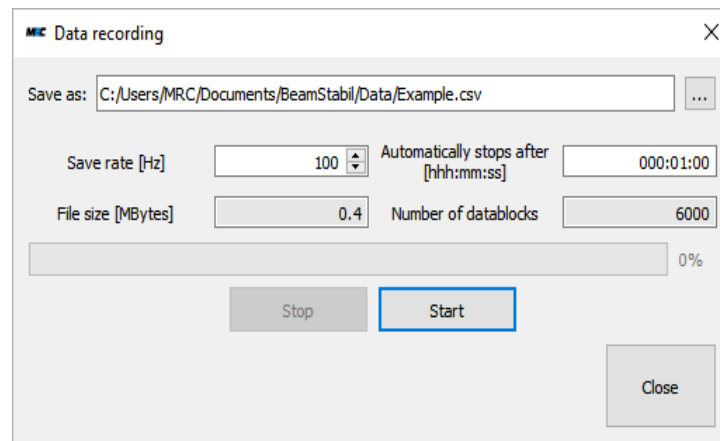 MRC Data recording
Save as: C:/Users/MRC/Documents/BeamStabil/Data/Example.csv ...
Save rate [Hz] 100 Automatically stops after [hhh:mm:ss] 000:01:00
File size [MBytes] 0.4 Number of datablocks 6000
0%
Stop Start
Close